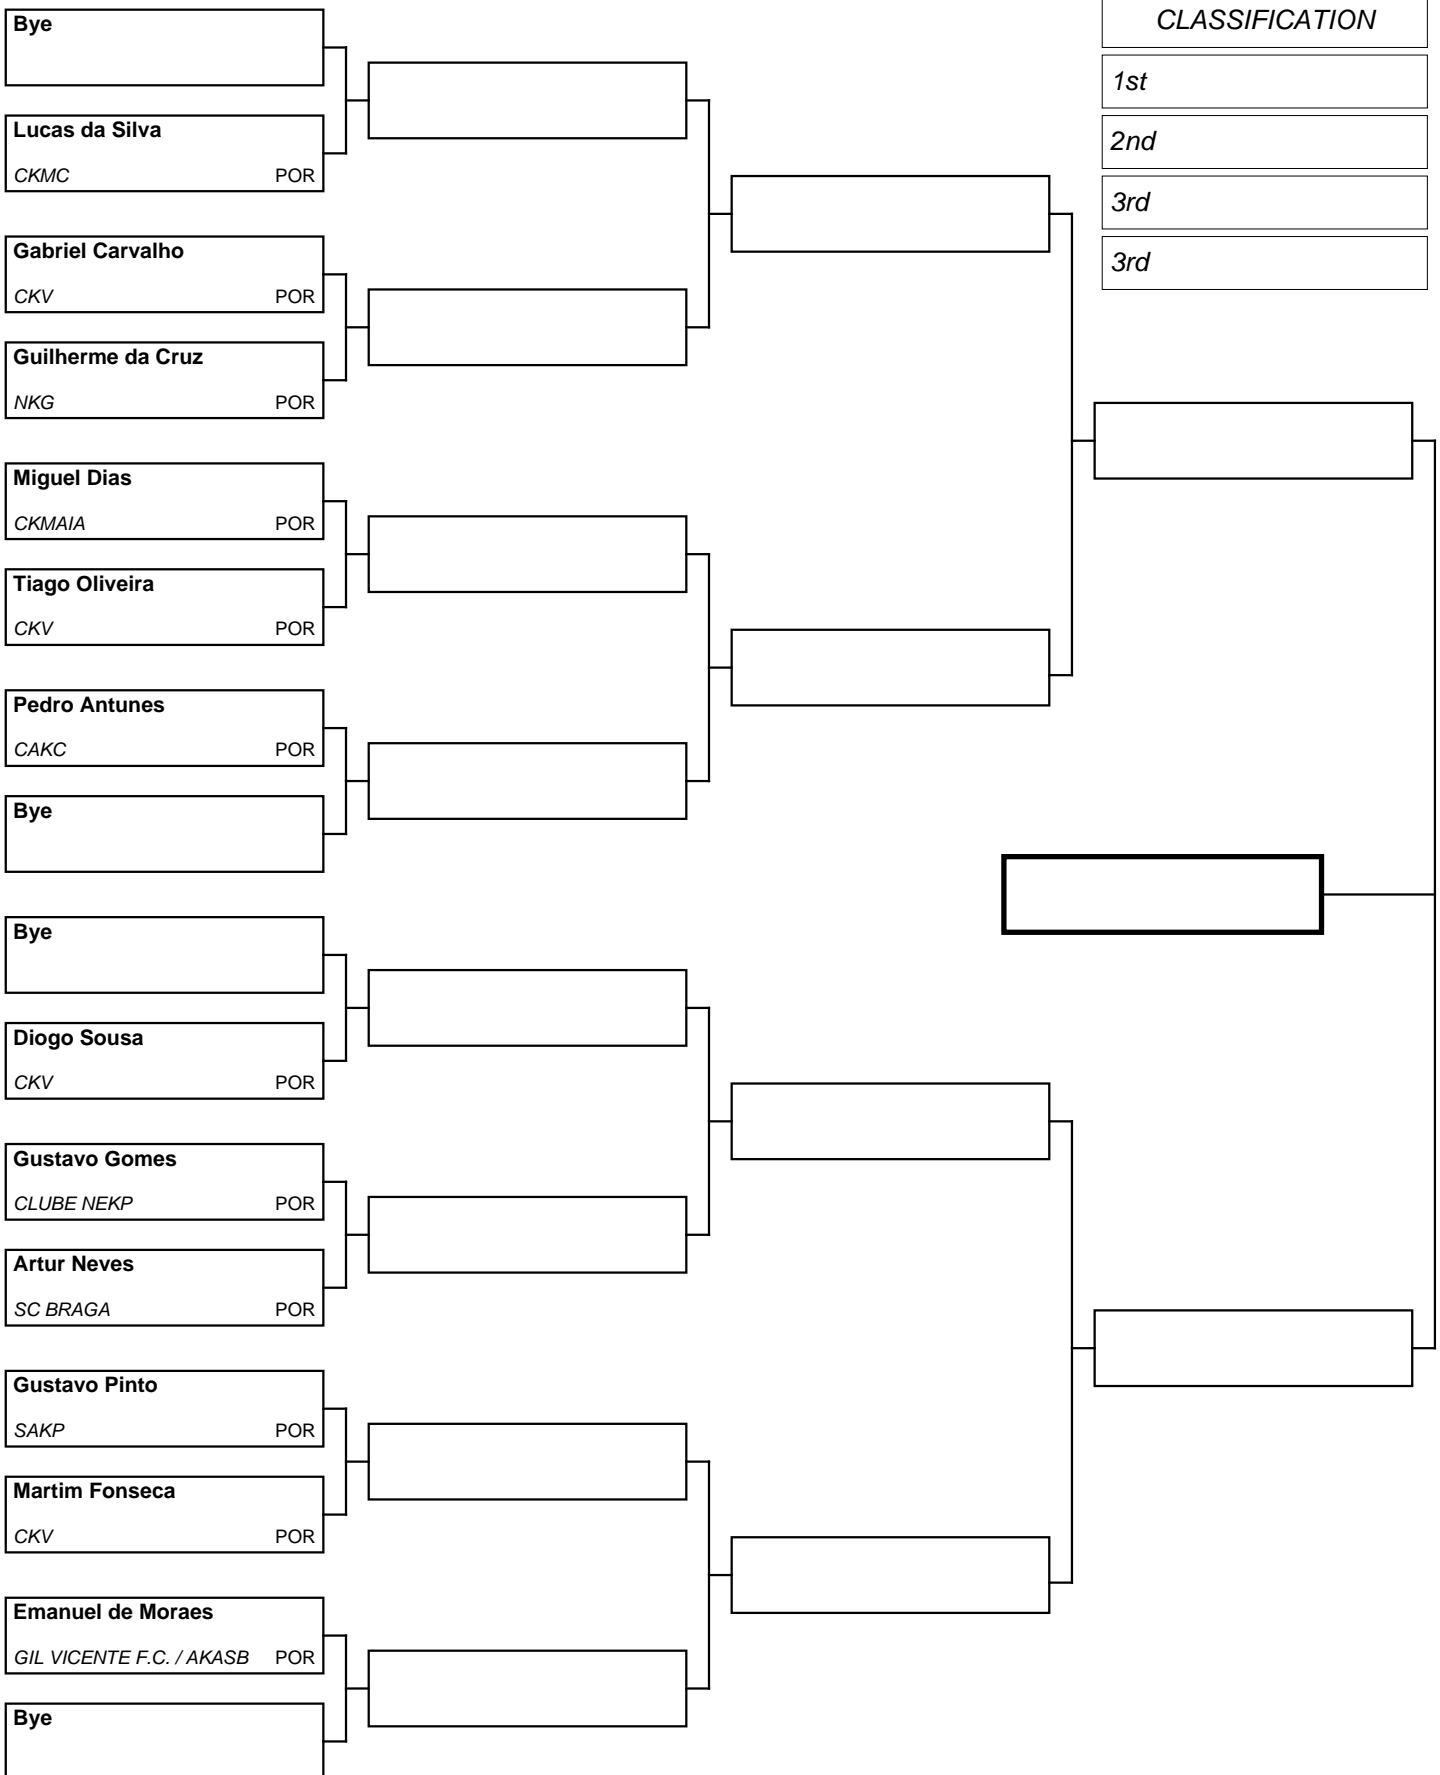 Bye
Lucas da Silva
CKMC POR
Gabriel Carvalho
CKV POR
Guilherme da Cruz
NKG POR
Miguel Dias
CKMAIA POR
Tiago Oliveira
CKV POR
Pedro Antunes
CAKC POR
Bye
Bye
Diogo Sousa
CKV POR
Gustavo Gomes
CLUBE NEKP POR
Artur Neves
SC BRAGA POR
Gustavo Pinto
SAKP POR
Martim Fonseca
CKV POR
Emanuel de Moraes
GIL VICENTE F.C. / AKASB POR
Bye
CLASSIFICATION
1st
2nd
3rd
3rd